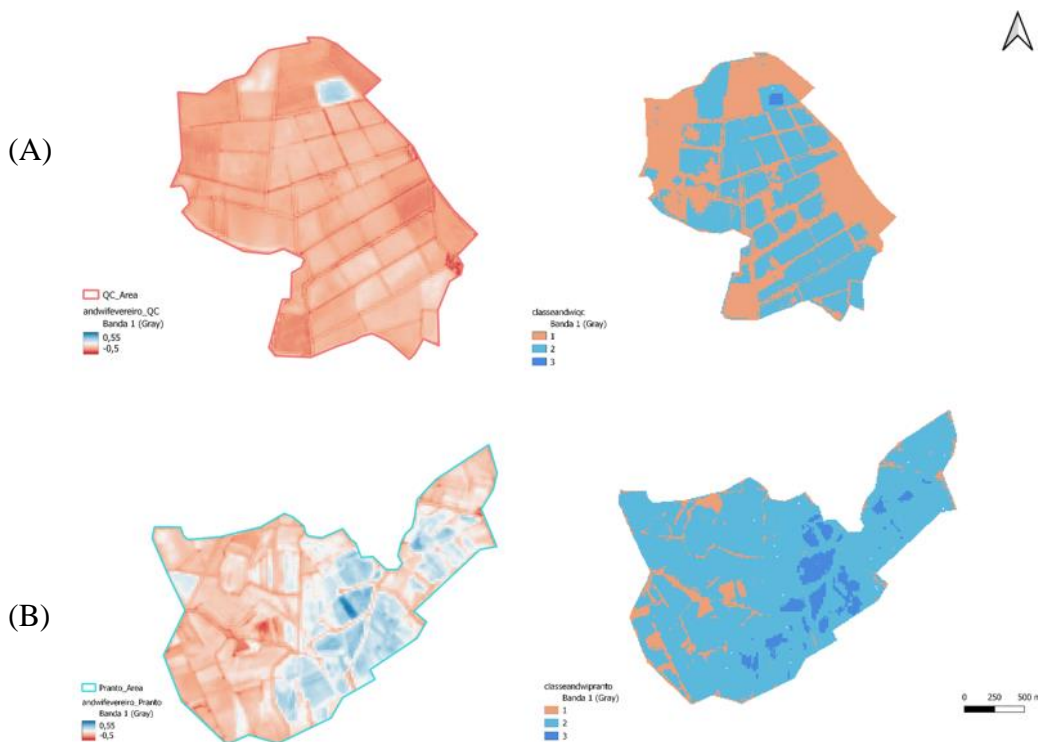 (A)
QC_Area
andwifevereiro_QC
Banda 1 (Gray)
0,55
-0,5
classeandwiqc
Banda 1 (Gray)
1
2
3
(B)
Pranto_Area
andwifevereiro_Pranto
Banda 1 (Gray)
0,55
-0,5
classeandwipranto
Banda 1 (Gray)
1
2
3
0 250 500 m